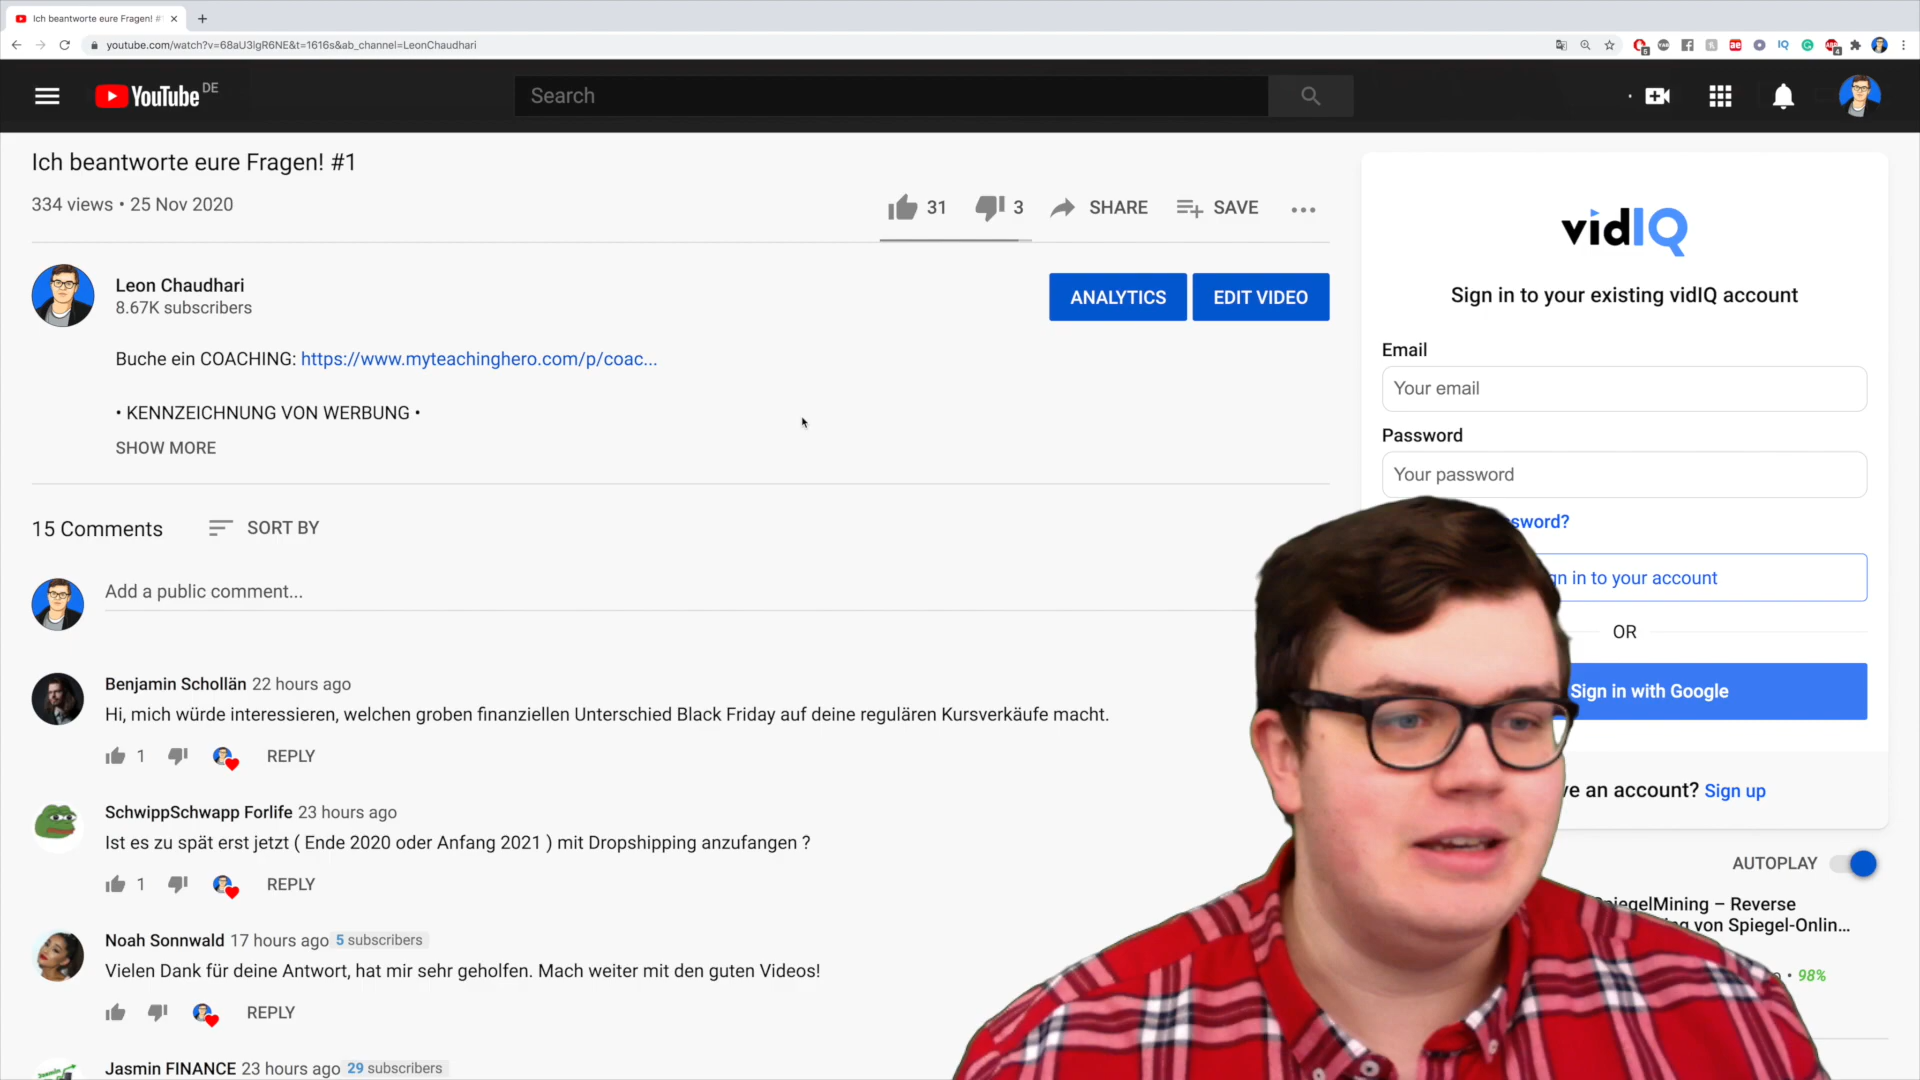 Ich beantworte eure Fragen! #
youtube.com/watch?v=68aU3lgR6NE&t=1616s&ab_channel=LeonChaudhari
YouTube DE
Search
Ich beantworte eure Fragen! #1
334 views • 25 Nov 2020
31
3
SHARE
SAVE
Leon Chaudhari
8.67K subscribers
ANALYTICS
EDIT VIDEO
Buche ein COACHING: https://www.myteachinghero.com/p/coac...
• KENNZEICHNUNG VON WERBUNG •
SHOW MORE
15 Comments
SORT BY
Add a public comment...
Benjamin Schollän 22 hours ago
Hi, mich würde interessieren, welchen groben finanziellen Unterschied Black Friday auf deine regulären Kursverkäufe macht.
1
REPLY
SchwippSchwapp Forlife 23 hours ago
Ist es zu spät erst jetzt ( Ende 2020 oder Anfang 2021 ) mit Dropshipping anzufangen ?
1
REPLY
Noah Sonnwald 17 hours ago 5 subscribers
Vielen Dank für deine Antwort, hat mir sehr geholfen. Mach weiter mit den guten Videos!
REPLY
Jasmin FINANCE 23 hours ago 29 subscribers
vidIQ
Sign in to your existing vidIQ account
Email
Your email
Password
Your password
sword?
n in to your account
OR
Sign in with Google
ve an account? Sign up
AUTOPLAY
piegelMining – Reverse
von Spiegel-Onlin...
• 98%